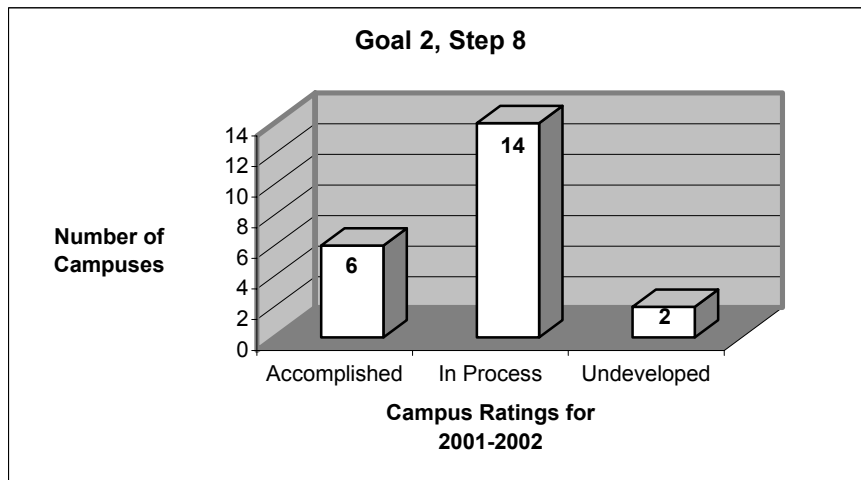 Goal 2, Step 8
14
12
10
8
6
4
2
0
Number of
Campuses
6
14
2
Accomplished
In Process
Undeveloped
Campus Ratings for
2001-2002